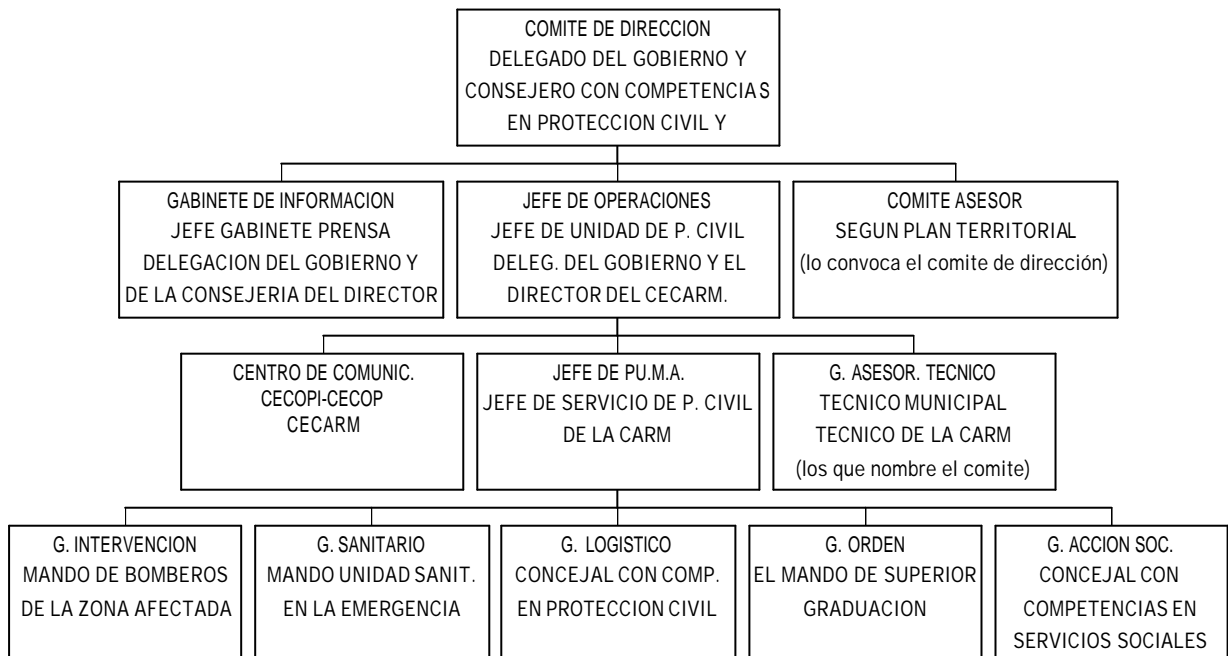 COMITE DE DIRECCION
DELEGADO DEL GOBIERNO Y
CONSEJERO CON COMPETENCIAS
EN PROTECCION CIVIL Y
GABINETE DE INFORMACION
JEFE GABINETE PRENSA
DELEGACION DEL GOBIERNO Y
DE LA CONSEJERIA DEL DIRECTOR
JEFE DE OPERACIONES
JEFE DE UNIDAD DE P. CIVIL
DELEG. DEL GOBIERNO Y EL
DIRECTOR DEL CECARM.
COMITE ASESOR
SEGUN PLAN TERRITORIAL
(lo convoca el comite de dirección)
CENTRO DE COMUNIC.
CECOPI-CECOP
CECARM
JEFE DE PU.M.A.
JEFE DE SERVICIO DE P. CIVIL
DE LA CARM
G. ASESOR. TECNICO
TECNICO MUNICIPAL
TECNICO DE LA CARM
(los que nombre el comite)
G. INTERVENCION
MANDO DE BOMBEROS
DE LA ZONA AFECTADA
G. SANITARIO
MANDO UNIDAD SANIT.
EN LA EMERGENCIA
G. LOGISTICO
CONCEJAL CON COMP.
EN PROTECCION CIVIL
G. ORDEN
EL MANDO DE SUPERIOR
GRADUACION
G. ACCION SOC.
CONCEJAL CON
COMPETENCIAS EN
SERVICIOS SOCIALES